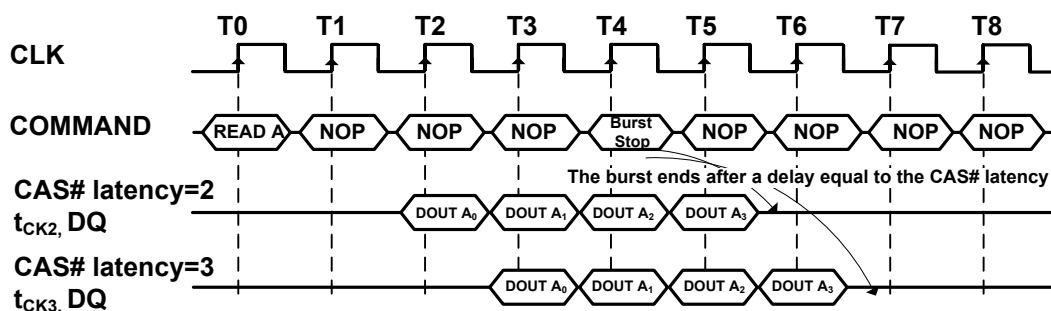 T0 T1 T2 T3 T4 T5 T6 T7 T8
CLK
COMMAND READ A NOP NOP NOP Burst Stop NOP NOP NOP NOP
The burst ends after a delay equal to the CAS# latency
CAS# latency=2
tCK2, DQ DOUT A0 DOUT A1 DOUT A2 DOUT A3
CAS# latency=3
tCK3, DQ DOUT A0 DOUT A1 DOUT A2 DOUT A3